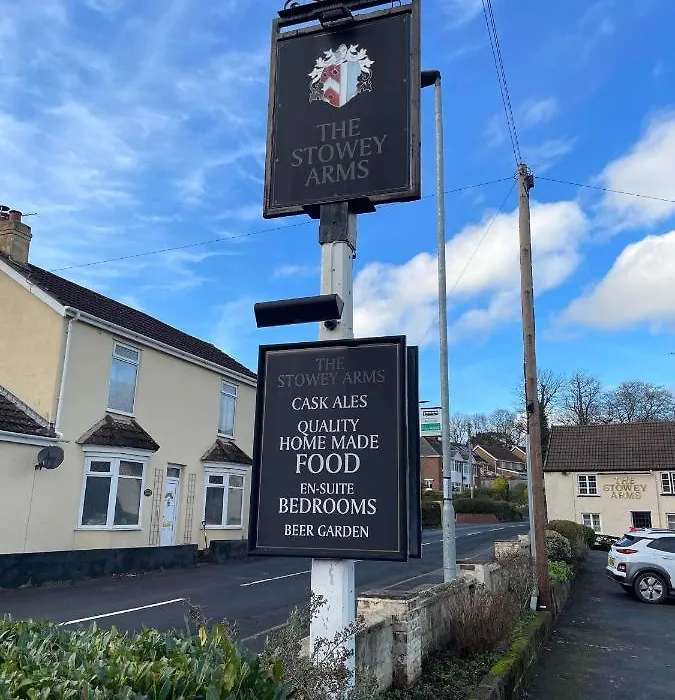 THE
STOWEY
ARMS
THE
STOWEY ARMS
CASK ALES
QUALITY
HOME MADE
FOOD
EN-SUITE
BEDROOMS
BEER GARDEN
THE
STOWEY
ARMS